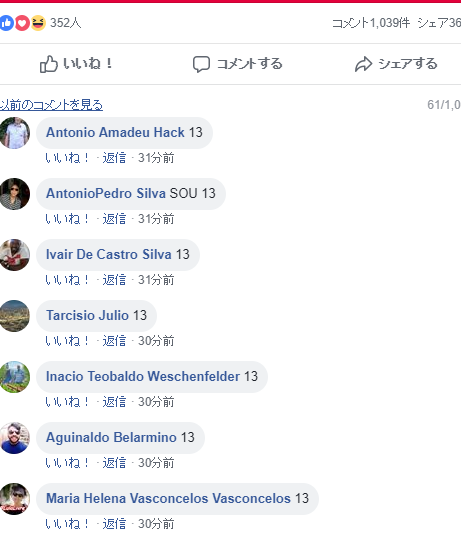 352人 コメント1,039件 シェア36
いいね！ コメントする シェアする
以前のコメントを見る 61/1,0
Antonio Amadeu Hack 13
いいね！ · 返信 · 31分前
AntonioPedro Silva SOU 13
いいね！ · 返信 · 31分前
Ivair De Castro Silva 13
いいね！ · 返信 · 31分前
Tarcisio Julio 13
いいね！ · 返信 · 30分前
Inacio Teobaldo Weschenfelder 13
いいね！ · 返信 · 30分前
Aguinaldo Belarmino 13
いいね！ · 返信 · 30分前
Maria Helena Vasconcelos Vasconcelos 13
いいね！ · 返信 · 30分前